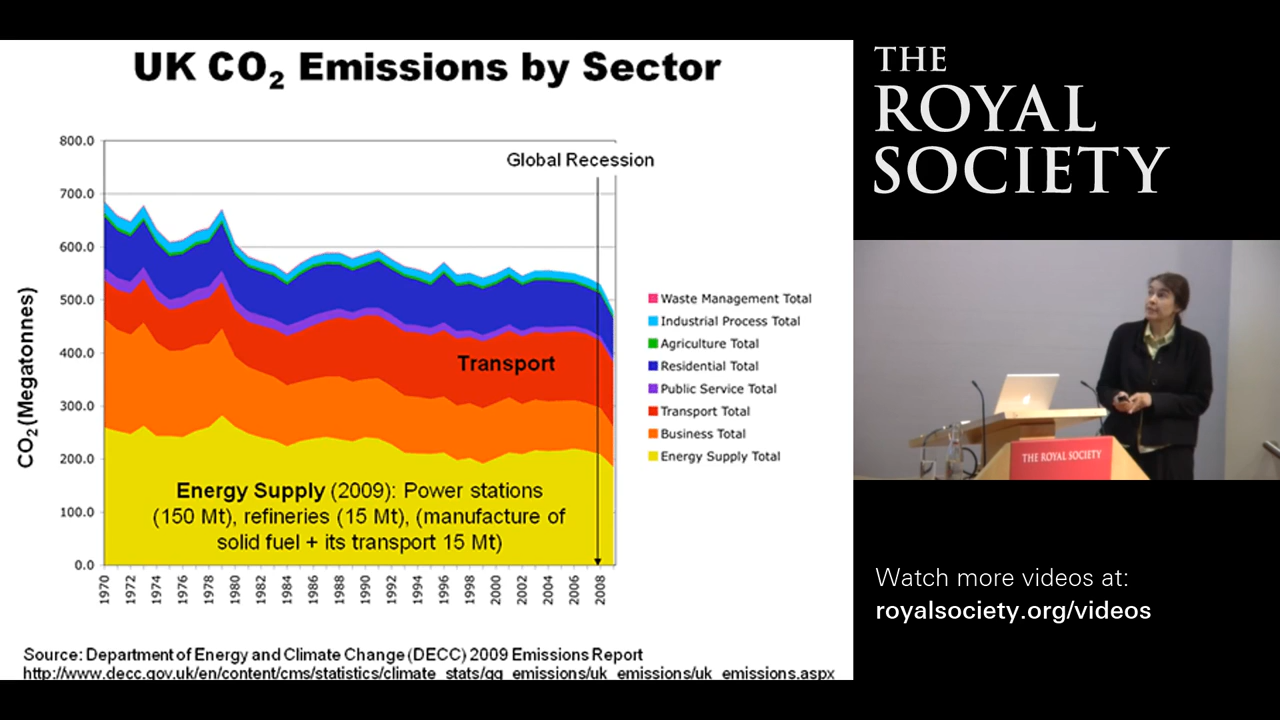 UK CO2 Emissions by Sector
800.0
700.0
600.0
500.0
400.0
300.0
200.0
100.0
0.0
CO2 (Megatonnes)
Global Recession
Transport
Energy Supply (2009): Power stations
(150 Mt), refineries (15 Mt), (manufacture of
solid fuel + its transport 15 Mt)
1970
1972
1974
1976
1978
1980
1982
1984
1986
1988
1990
1992
1994
1996
1998
2000
2002
2004
2006
2008
Waste Management Total
Industrial Process Total
Agriculture Total
Residential Total
Public Service Total
Transport Total
Business Total
Energy Supply Total
Source: Department of Energy and Climate Change (DECC) 2009 Emissions Report
http://www.decc.gov.uk/en/content/cms/statistics/climate_stats/gg_emissions/uk_emissions/uk_emissions.aspx
THE
ROYAL
SOCIETY
THE ROYAL SOCIETY
Watch more videos at:
royalsociety.org/videos